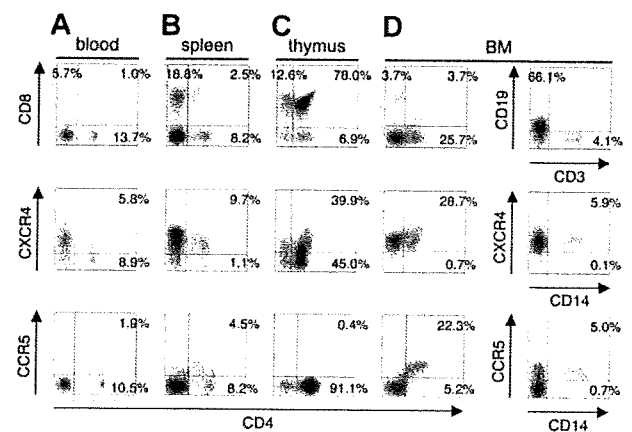 A B C D
blood spleen thymus BM
5.7% 1.0% 18.8% 2.5% 12.6% 78.0% 3.7% 3.7% 66.1%
CD8 CD19
13.7% 8.2% 6.9% 25.7% 4.1%
CD3
5.8% 9.7% 39.9% 28.7% 5.9%
CXCR4 CXCR4
8.9% 1.1% 45.0% 0.7% 0.1%
CD14
1.9% 4.5% 0.4% 22.3% 5.0%
CCR5 CCR5
10.5% 8.2% 91.1% 5.2% 0.7%
CD4 CD14